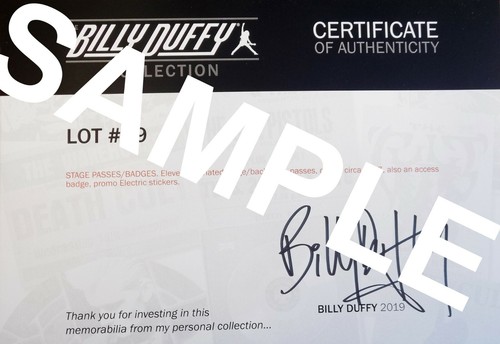 BILLY DUFFY
CERTIFICATE
OF AUTHENTICITY
COLLECTION
SAMPLE
LOT # 9
STAGE PASSES/BADGES. also an access
badge, promo Electric stickers.
Billy Duffy
BILLY DUFFY 2019
Thank you for investing in this
memorabilia from my personal collection...